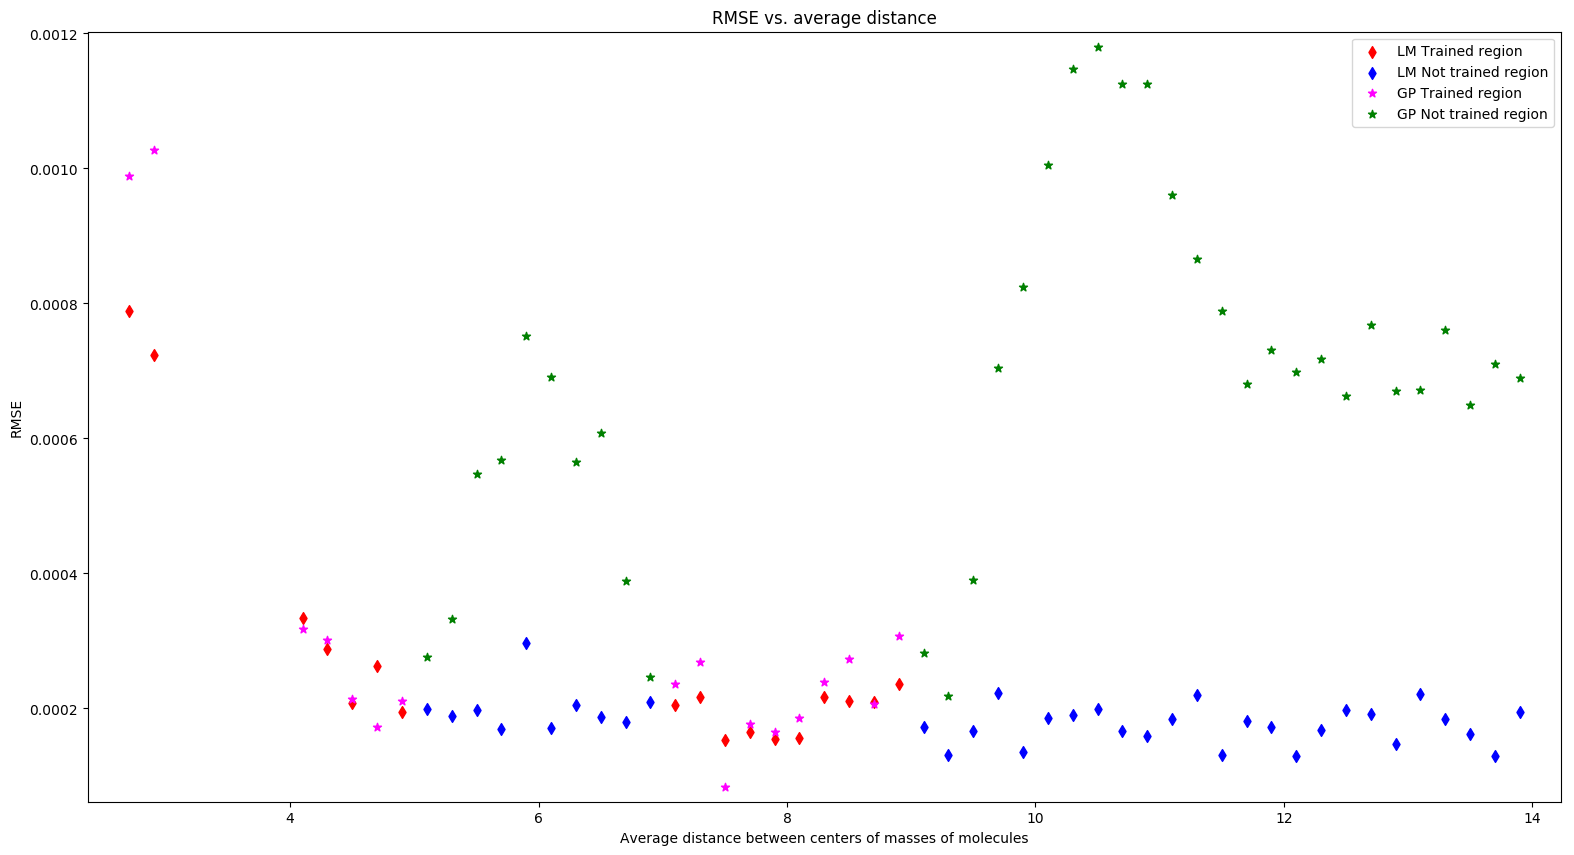 RMSE vs. average distance
LM Trained region
LM Not trained region
GP Trained region
GP Not trained region
RMSE
0.0012
0.0010
0.0008
0.0006
0.0004
0.0002
4 6 8 10 12 14
Average distance between centers of masses of molecules